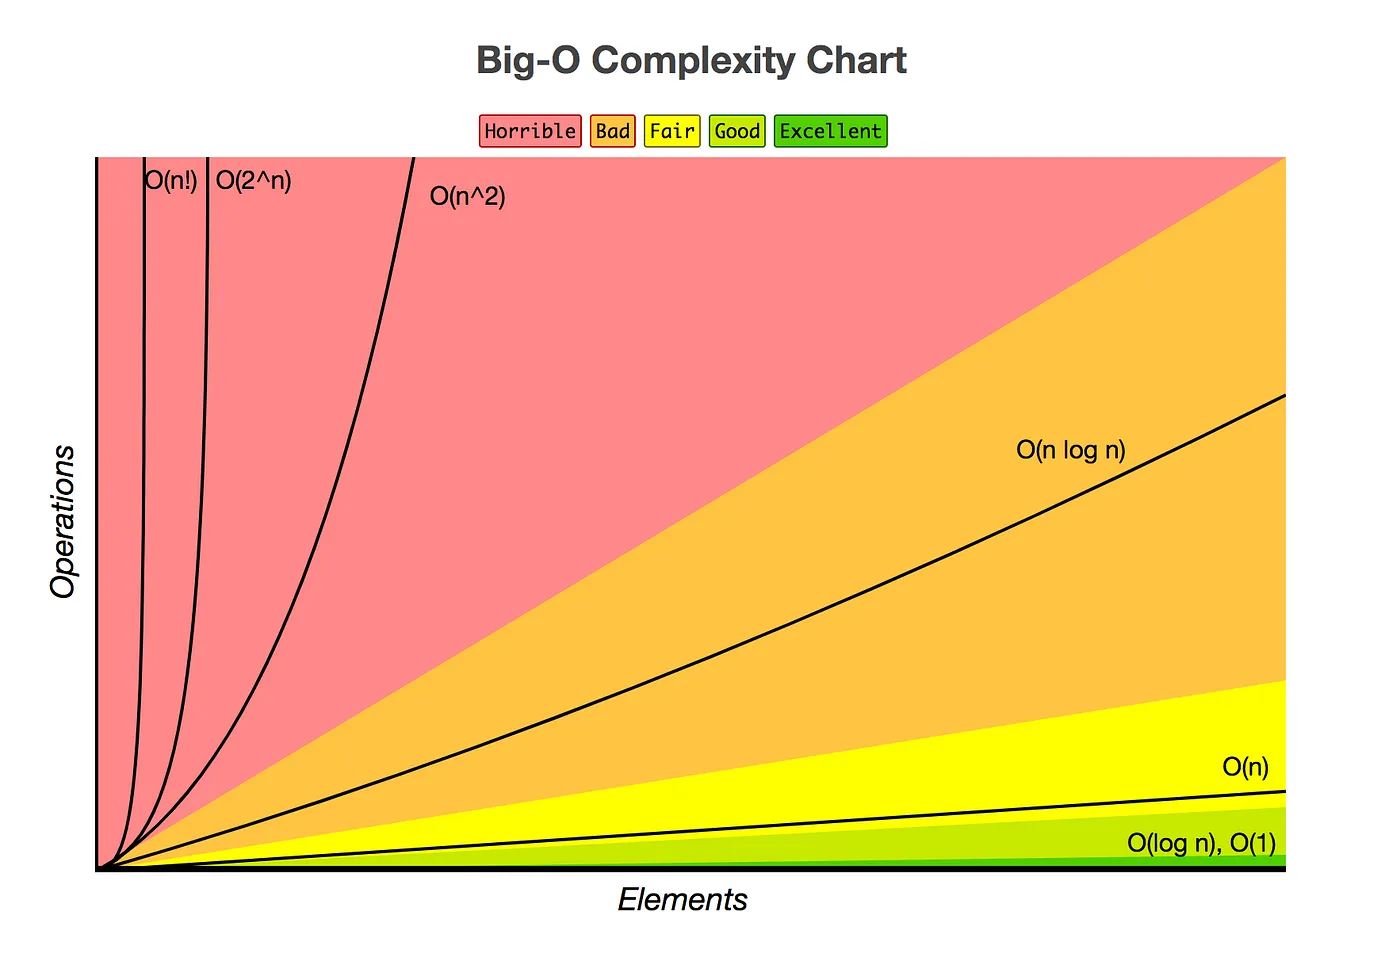 Big-O Complexity Chart
Horrible Bad Fair Good Excellent
O(n!) O(2^n)
O(n^2)
O(n log n)
Operations
O(n)
O(log n), O(1)
Elements